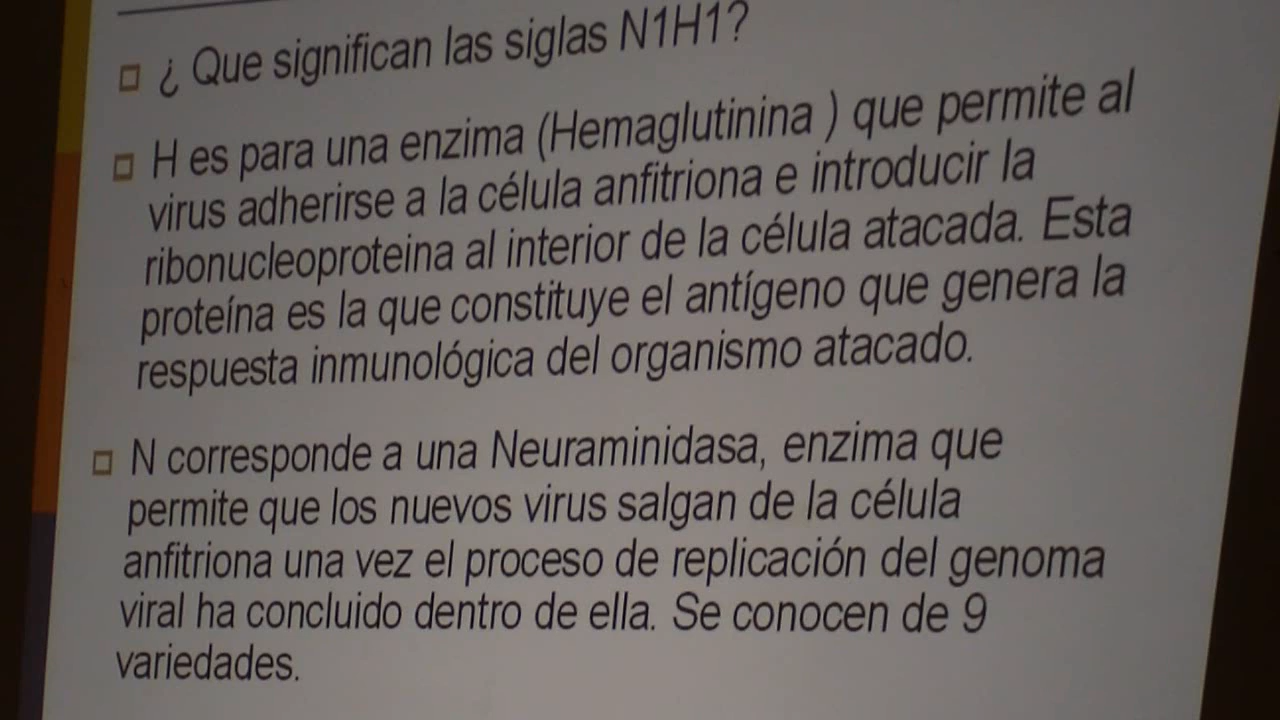 ¿ Que significan las siglas N1H1?
H es para una enzima (Hemaglutinina ) que permite al
virus adherirse a la célula anfitriona e introducir la
ribonucleoproteina al interior de la célula atacada. Esta
proteína es la que constituye el antígeno que genera la
respuesta inmunológica del organismo atacado.
N corresponde a una Neuraminidasa, enzima que
permite que los nuevos virus salgan de la célula
anfitriona una vez el proceso de replicación del genoma
viral ha concluido dentro de ella. Se conocen de 9
variedades.